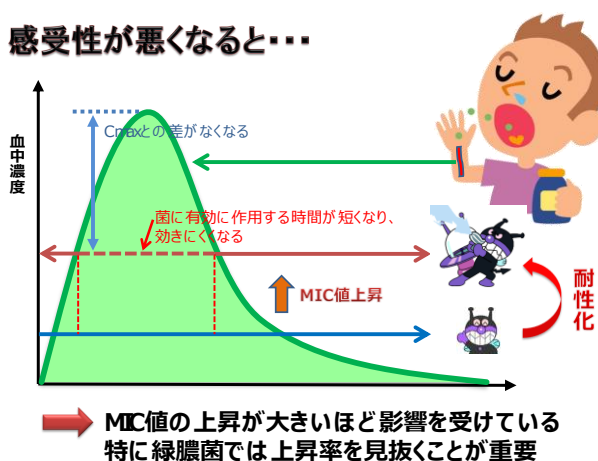 感受性が悪くなると・・・
血中濃度
Cmaxとの差がなくなる
菌に有効に作用する時間が短くなり、
効きにくくなる
MIC値上昇
耐性化
MIC値の上昇が大きいほど影響を受けている
特に緑膿菌では上昇率を見抜くことが重要